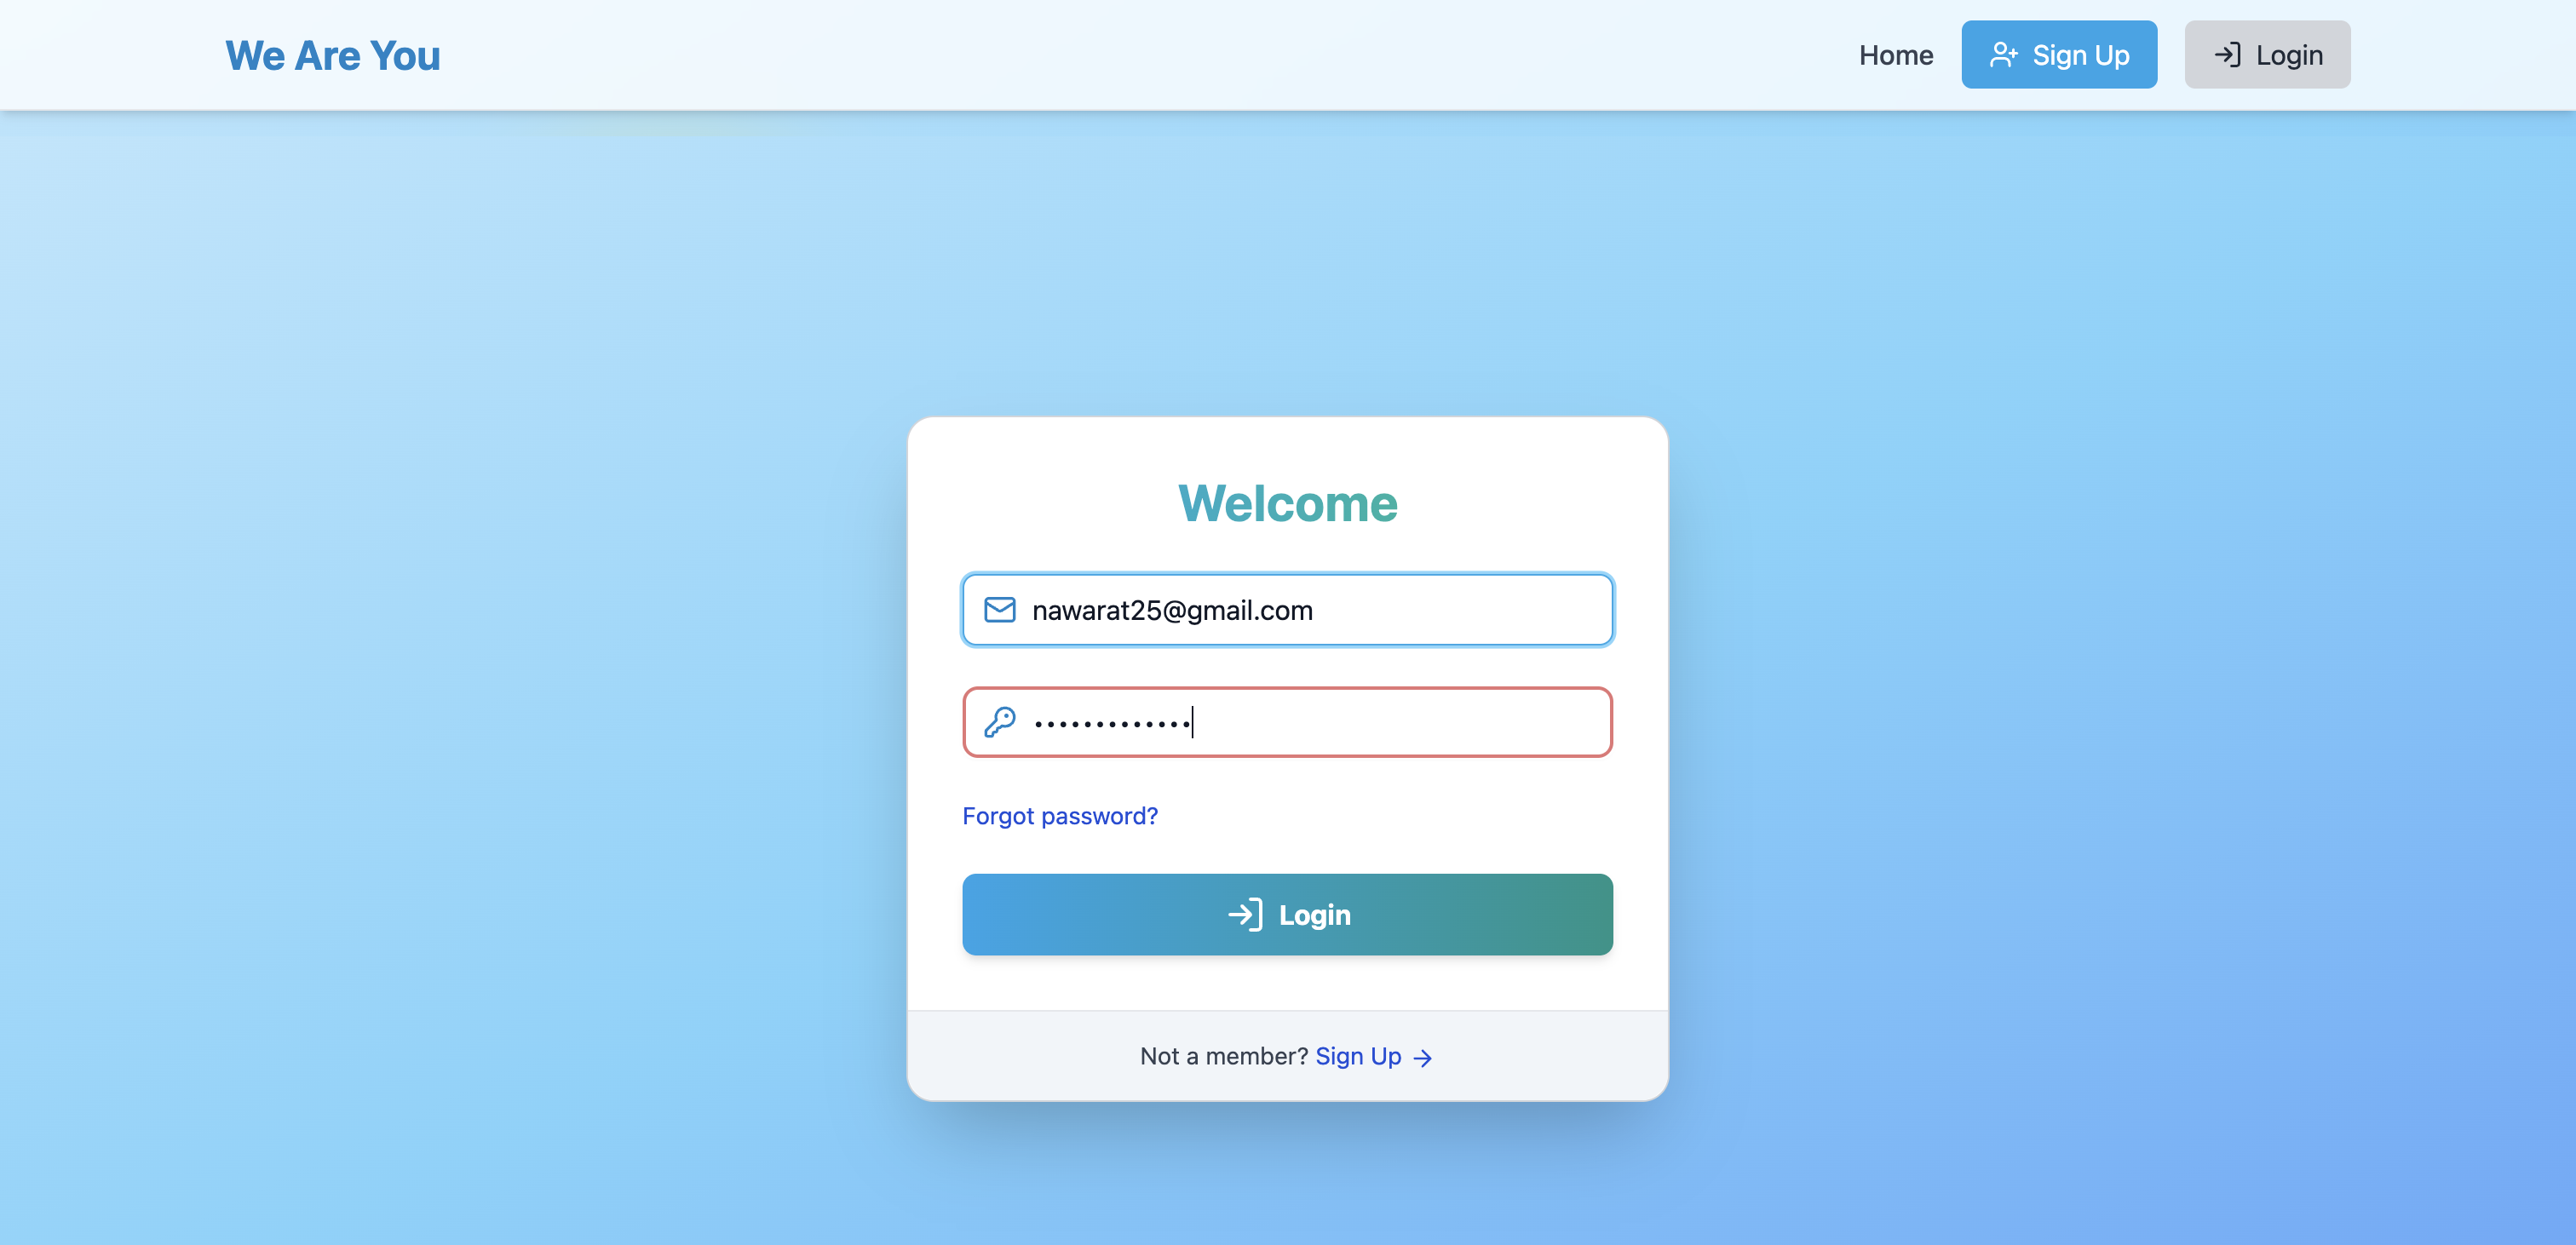 We Are You
Home
Sign Up
Login
Welcome
nawarat25@gmail.com
•••••••••••••
Forgot password?
Login
Not a member? Sign Up →